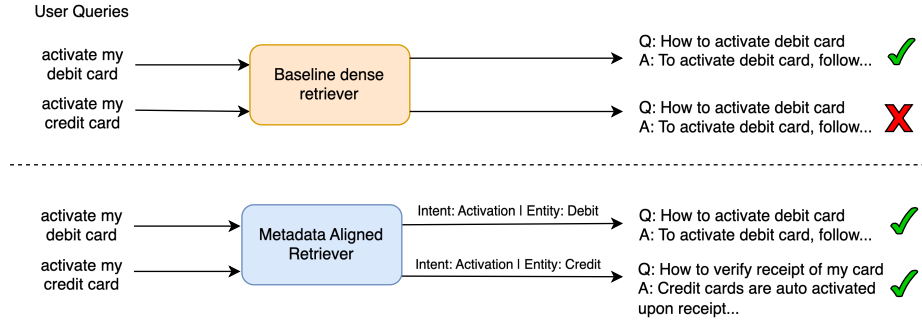 User Queries
activate my
debit card
activate my
credit card
Baseline dense
retriever
Q: How to activate debit card
A: To activate debit card, follow...
Q: How to activate debit card
A: To activate debit card, follow...
activate my
debit card
activate my
credit card
Metadata Aligned
Retriever
Intent: Activation | Entity: Debit
Intent: Activation | Entity: Credit
Q: How to activate debit card
A: To activate debit card, follow...
Q: How to verify receipt of my card
A: Credit cards are auto activated
upon receipt...